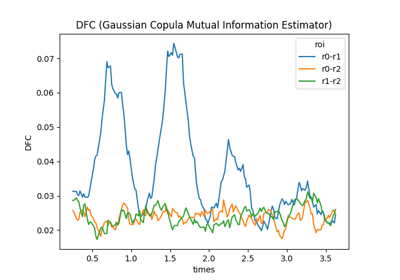 DFC (Gaussian Copula Mutual Information Estimator)
roi
r0-r1
r0-r2
r1-r2
0.07
0.06
0.05
0.04
0.03
0.02
DFC
0.5 1.0 1.5 2.0 2.5 3.0 3.5
times